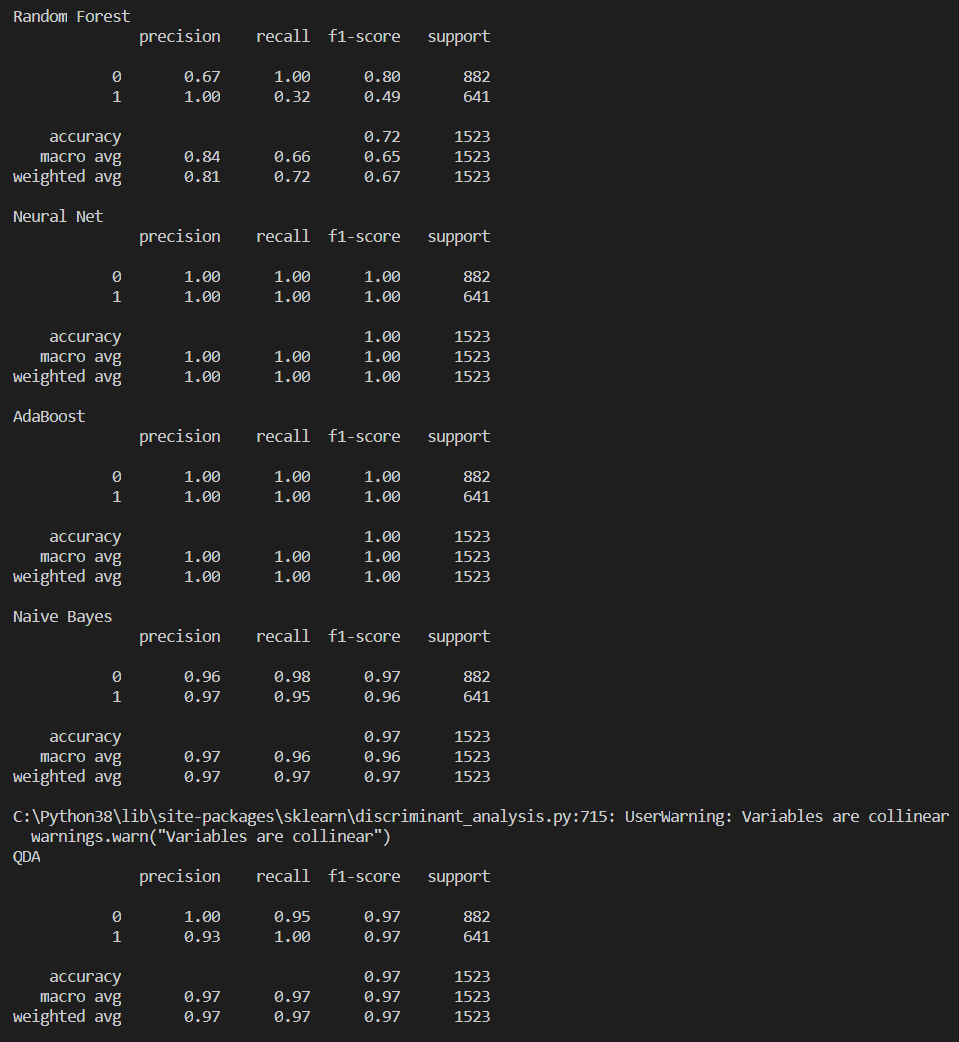 Random Forest
precision recall f1-score support
0 0.67 1.00 0.80 882
1 1.00 0.32 0.49 641
accuracy 0.72 1523
macro avg 0.84 0.66 0.65 1523
weighted avg 0.81 0.72 0.67 1523
Neural Net
precision recall f1-score support
0 1.00 1.00 1.00 882
1 1.00 1.00 1.00 641
accuracy 1.00 1523
macro avg 1.00 1.00 1.00 1523
weighted avg 1.00 1.00 1.00 1523
AdaBoost
precision recall f1-score support
0 1.00 1.00 1.00 882
1 1.00 1.00 1.00 641
accuracy 1.00 1523
macro avg 1.00 1.00 1.00 1523
weighted avg 1.00 1.00 1.00 1523
Naive Bayes
precision recall f1-score support
0 0.96 0.98 0.97 882
1 0.97 0.95 0.96 641
accuracy 0.97 1523
macro avg 0.97 0.96 0.96 1523
weighted avg 0.97 0.97 0.97 1523
C:\Python38\lib\site-packages\sklearn\discriminant_analysis.py:715: UserWarning: Variables are collinear
warnings.warn("Variables are collinear")
QDA
precision recall f1-score support
0 1.00 0.95 0.97 882
1 0.93 1.00 0.97 641
accuracy 0.97 1523
macro avg 0.97 0.97 0.97 1523
weighted avg 0.97 0.97 0.97 1523